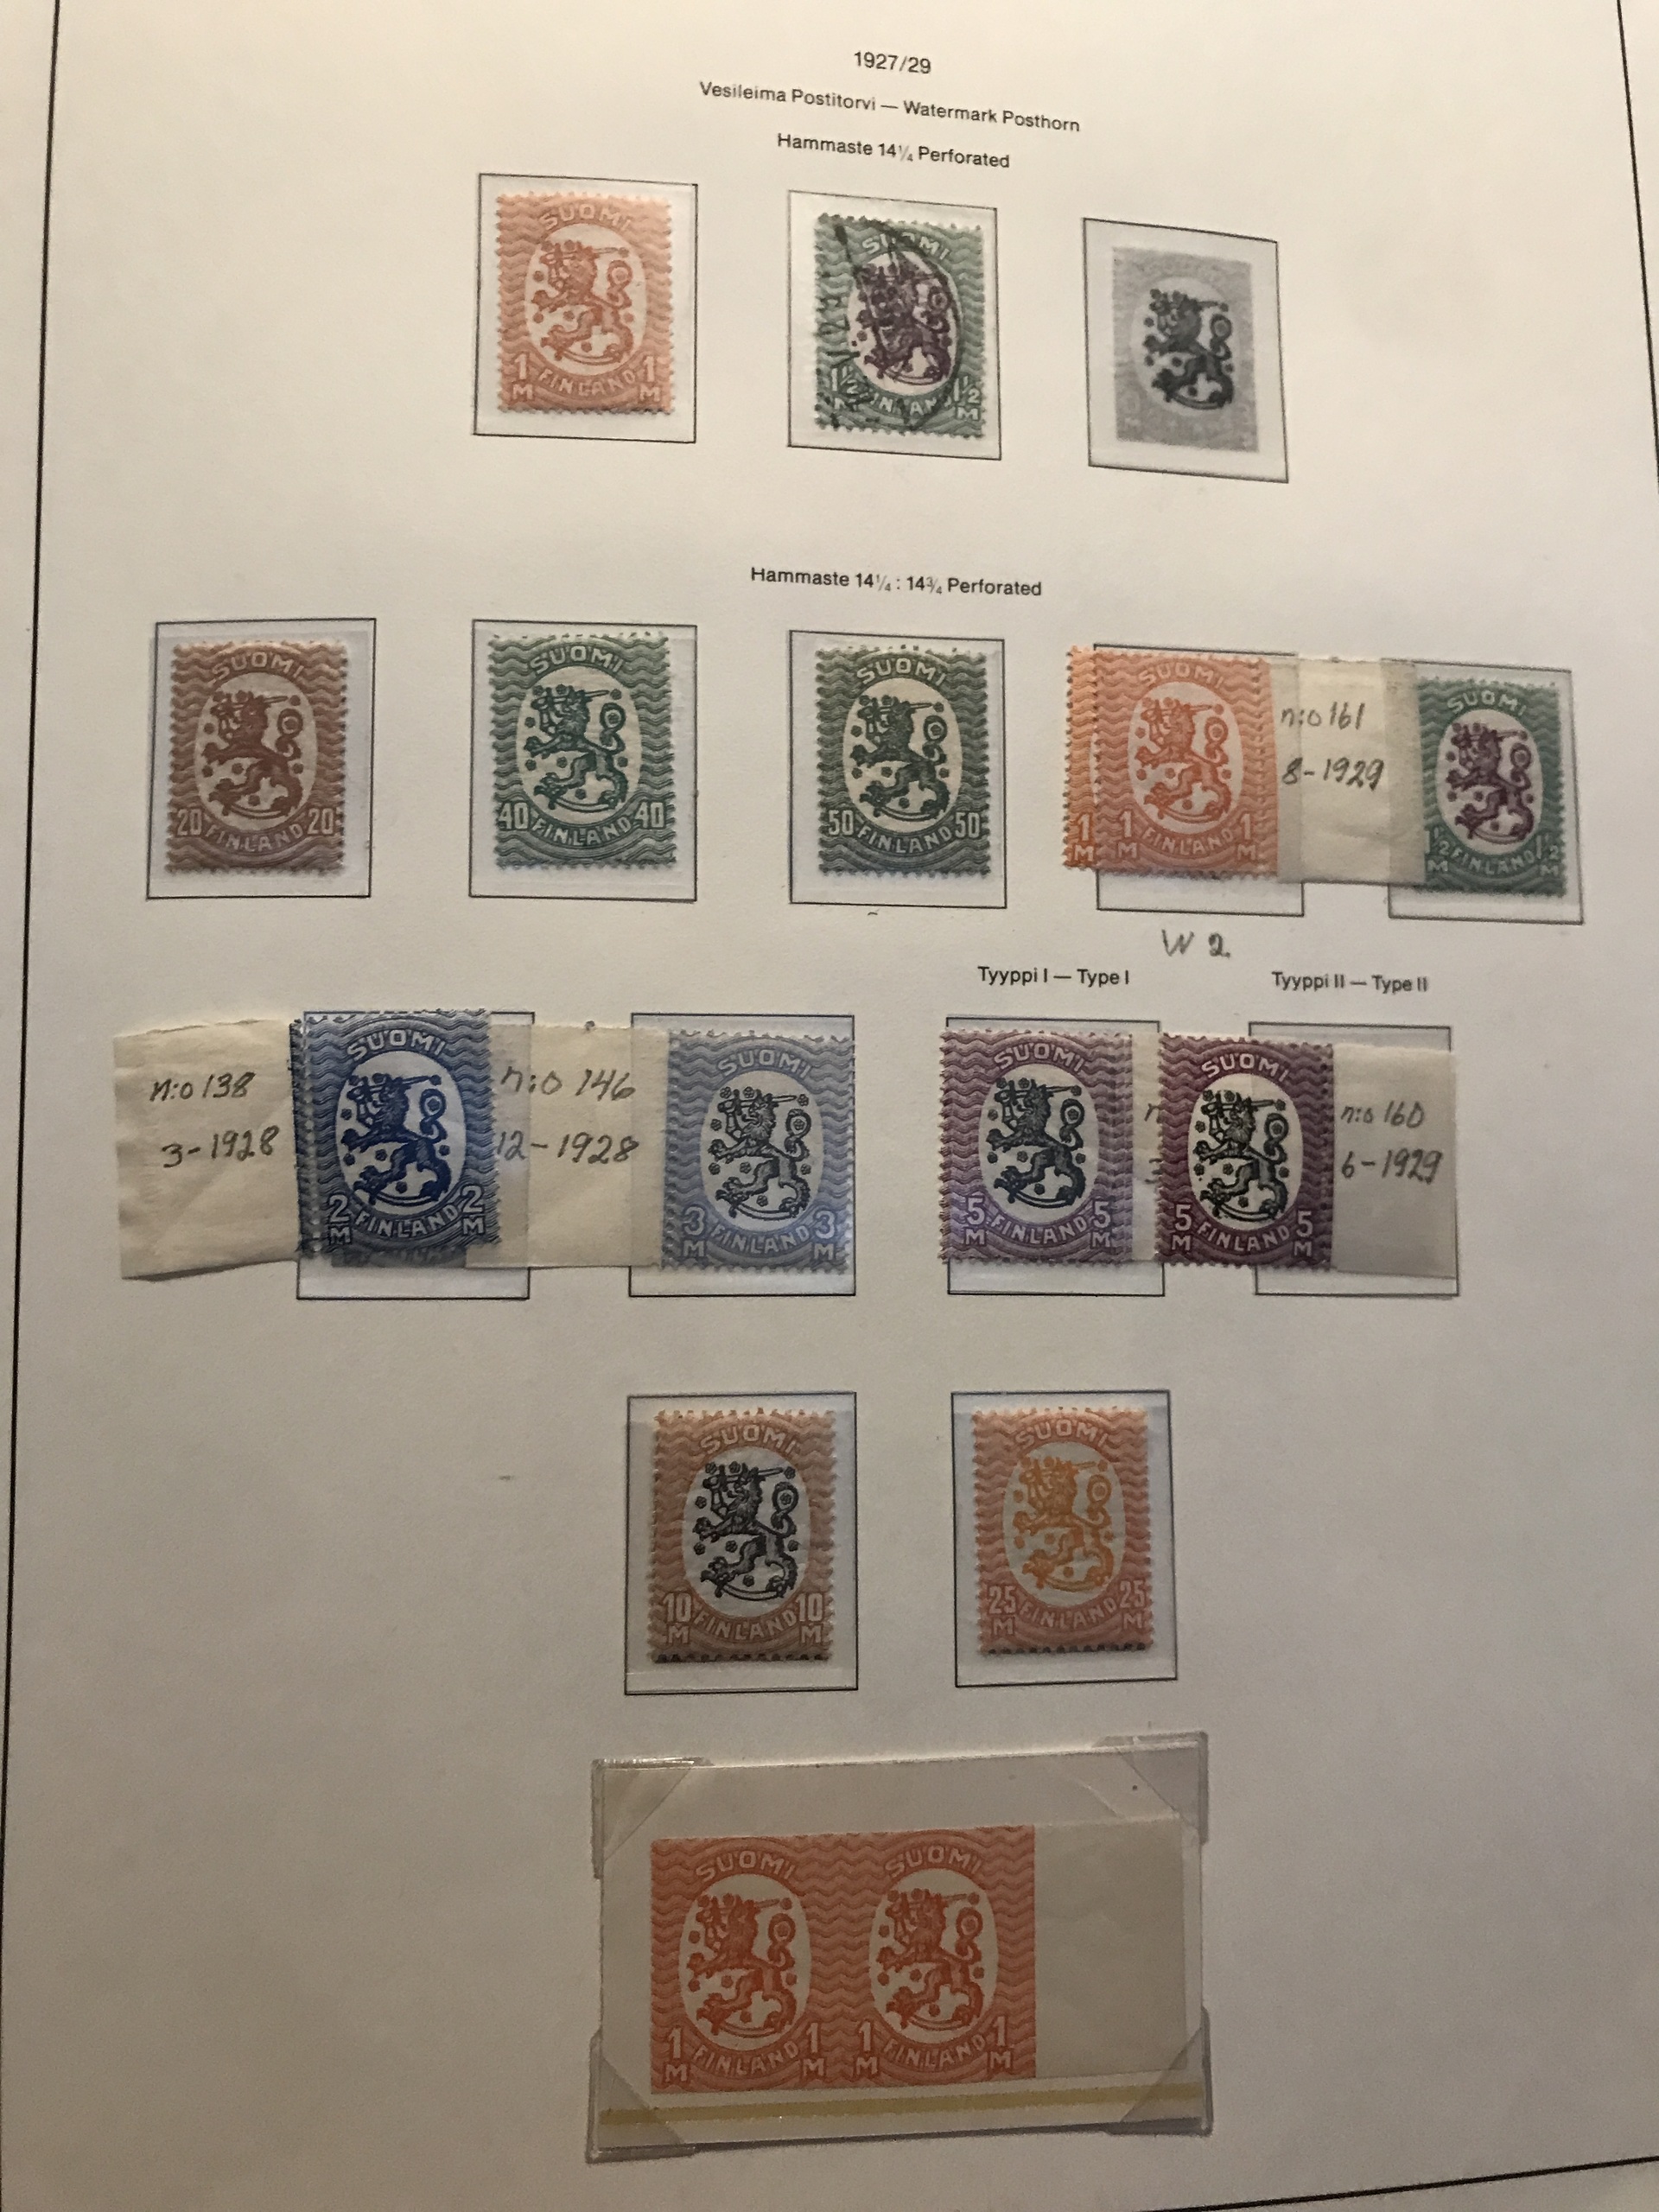 1927/29
Vesileima Postitorvi — Watermark Posthorn
Hammaste 14¼ Perforated
SUOMI
1 M FINLAND 1 M
SUOMI
1½ M FINLAND 1½ M
Hammaste 14¼ : 14¾ Perforated
SUOMI
20 FINLAND 20
SUOMI
40 FINLAND 40
SUOMI
50 FINLAND 50
1 M
SUOMI
1 M FINLAND 1 M
n:o 161
8-1929
SUOMI
1½ M FINLAND 1½ M
W 2.
Tyyppi I — Type I
Tyyppi II — Type II
n:o 138
3-1928
SUOMI
2 M FINLAND 2 M
n:o 146
12-1928
SUOMI
3 M FINLAND 3 M
SUOMI
5 M FINLAND 5 M
SUOMI
5 M FINLAND 5 M
n:o 160
6-1929
SUOMI
10 M FINLAND 10 M
SUOMI
25 M FINLAND 25 M
SUOMI SUOMI
1 M FINLAND 1 M 1 M FINLAND 1 M